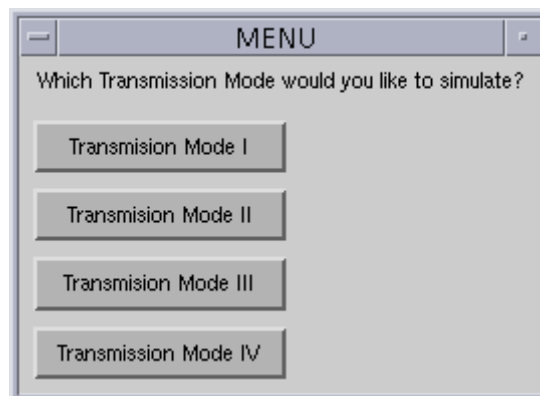 MENU
Which Transmission Mode would you like to simulate?
Transmision Mode I
Transmision Mode II
Transmision Mode III
Transmission Mode IV